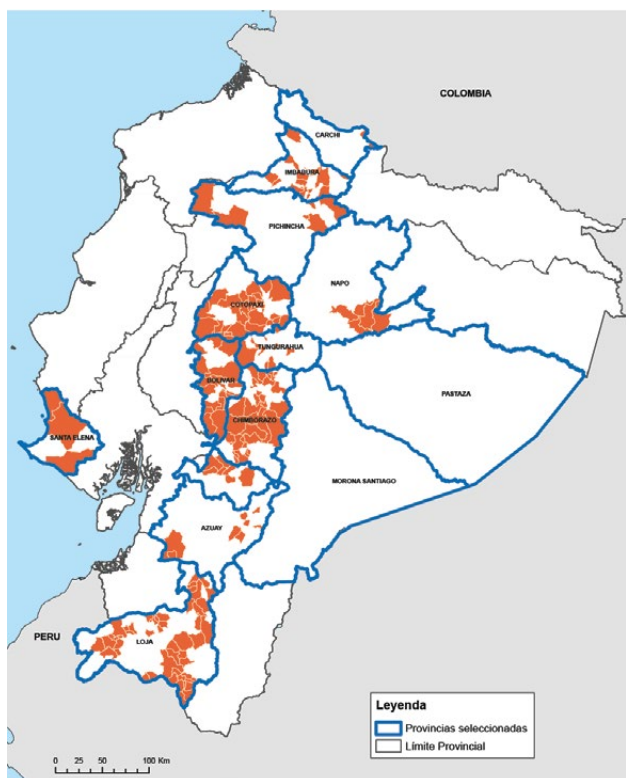 COLOMBIA
CARCHI
IMBABURA
PICHINCHA
NAPO
COTOPAXI
TUNGURAHUA
BOLIVAR
PASTAZA
CHIMBORAZO
SANTA ELENA
MORONA SANTIAGO
AZUAY
PERU
LOJA
Leyenda
Provincias seleccionadas
Límite Provincial
0 25 50 100 Km